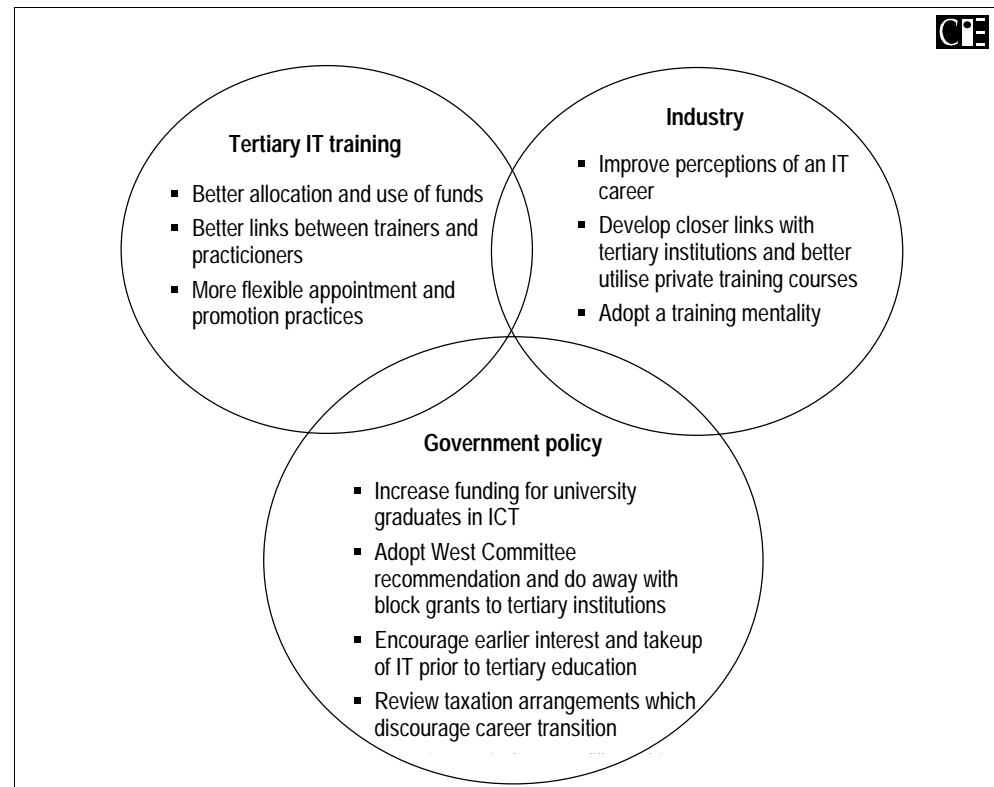 CIE
Tertiary IT training
▪ Better allocation and use of funds
▪ Better links between trainers and
practicioners
▪ More flexible appointment and
promotion practices
Industry
▪ Improve perceptions of an IT
career
▪ Develop closer links with
tertiary institutions and better
utilise private training courses
▪ Adopt a training mentality
Government policy
▪ Increase funding for university
graduates in ICT
▪ Adopt West Committee
recommendation and do away with
block grants to tertiary institutions
▪ Encourage earlier interest and takeup
of IT prior to tertiary education
▪ Review taxation arrangements which
discourage career transition